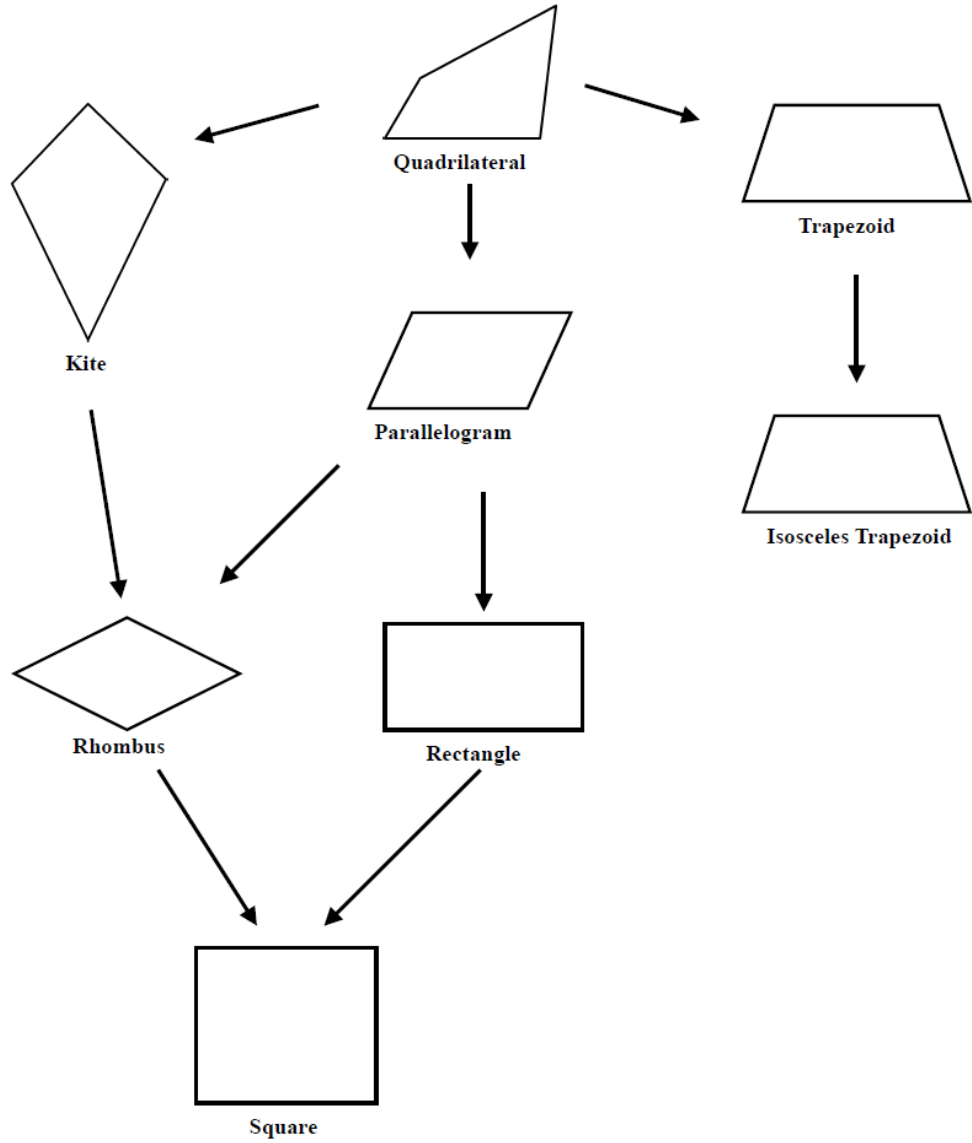 Quadrilateral
Trapezoid
Kite
Parallelogram
Isosceles Trapezoid
Rhombus
Rectangle
Square